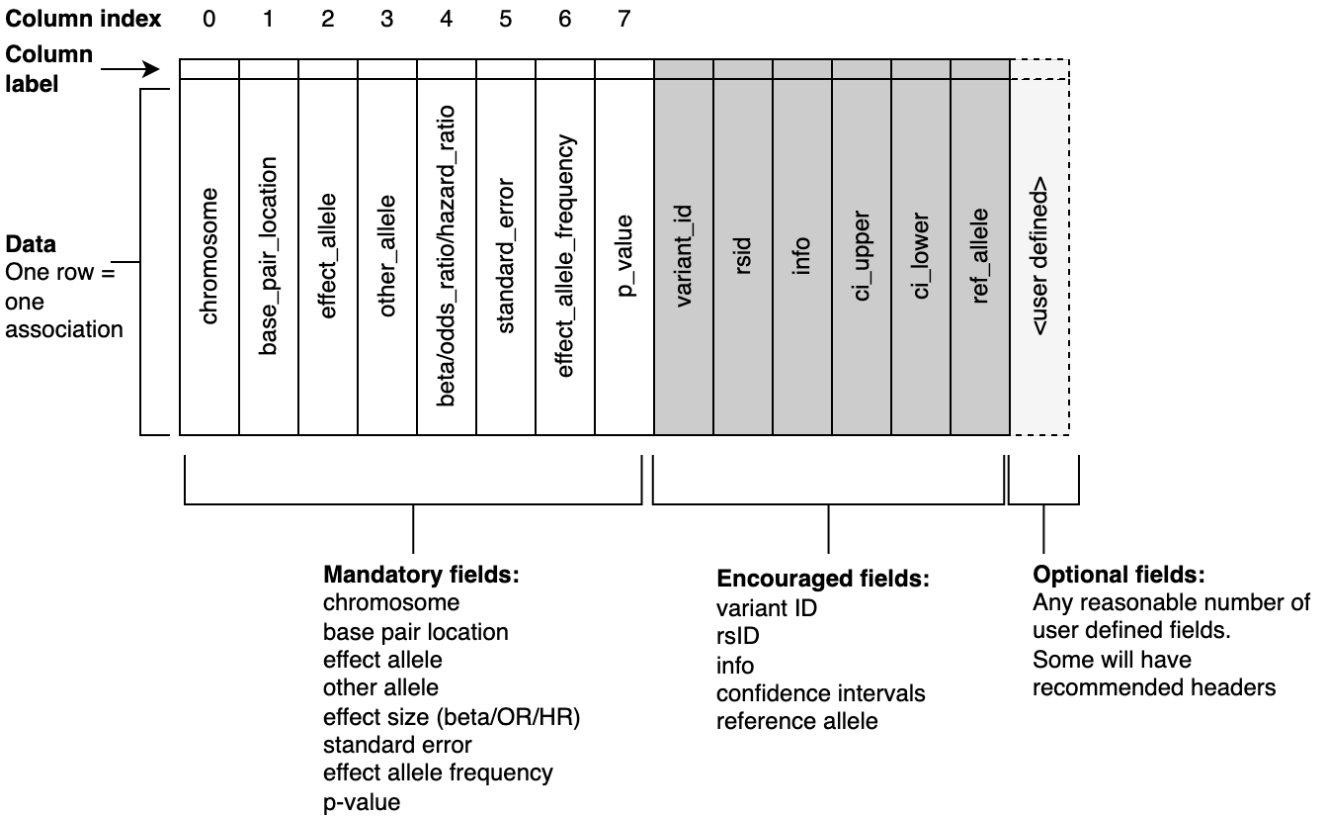 Column index 0 1 2 3 4 5 6 7
Column
label
Data
One row =
one
association
chromosome
base_pair_location
effect_allele
other_allele
beta/odds_ratio/hazard_ratio
standard_error
effect_allele_frequency
p_value
variant_id
rsid
info
ci_upper
ci_lower
ref_allele
<user defined>
Mandatory fields:
chromosome
base pair location
effect allele
other allele
effect size (beta/OR/HR)
standard error
effect allele frequency
p-value
Encouraged fields:
variant ID
rsID
info
confidence intervals
reference allele
Optional fields:
Any reasonable number of
user defined fields.
Some will have
recommended headers